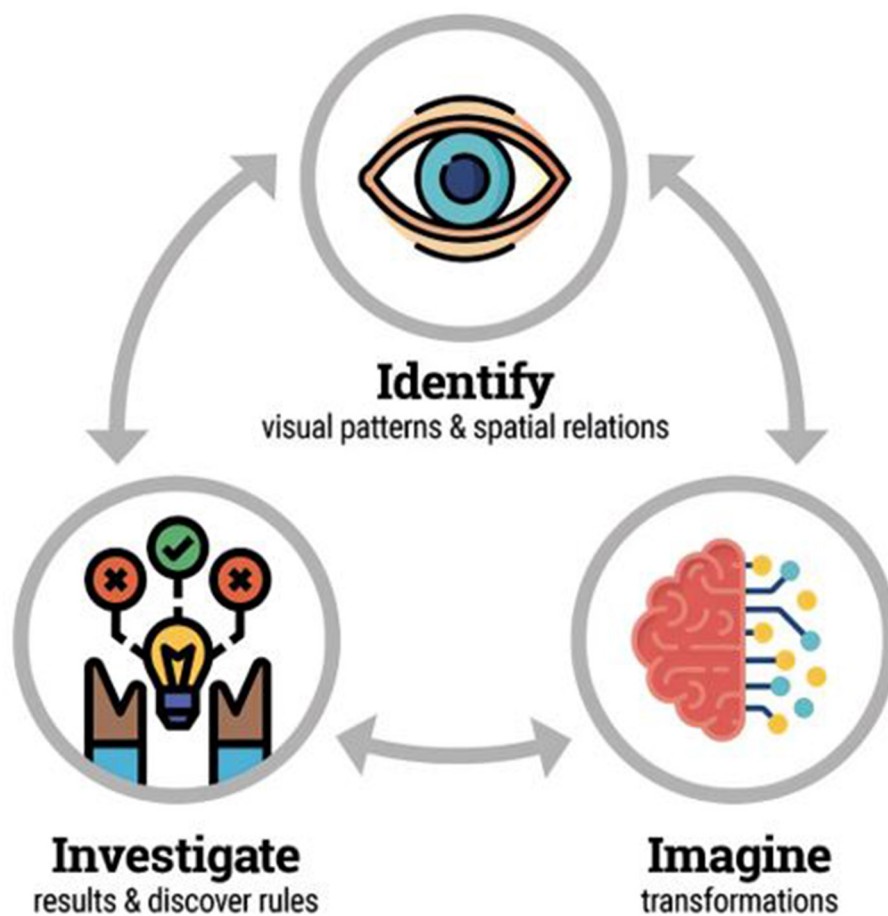 Identify
visual patterns & spatial relations
Investigate
results & discover rules
Imagine
transformations